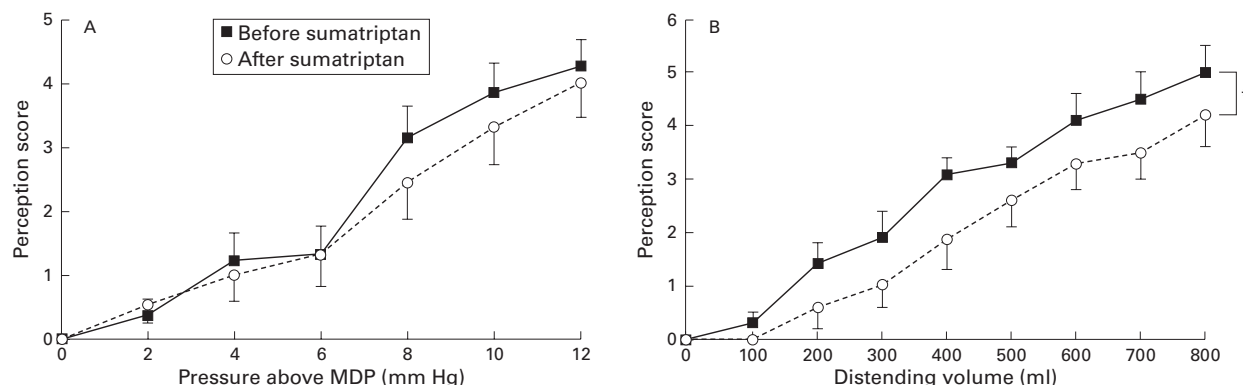 A
Before sumatriptan
After sumatriptan
5
4
3
2
1
0
Perception score
0 2 4 6 8 10 12
Pressure above MDP (mm Hg)
B
6
5
4
3
2
1
0
Perception score
0 100 200 300 400 500 600 700 800
Distending volume (ml)